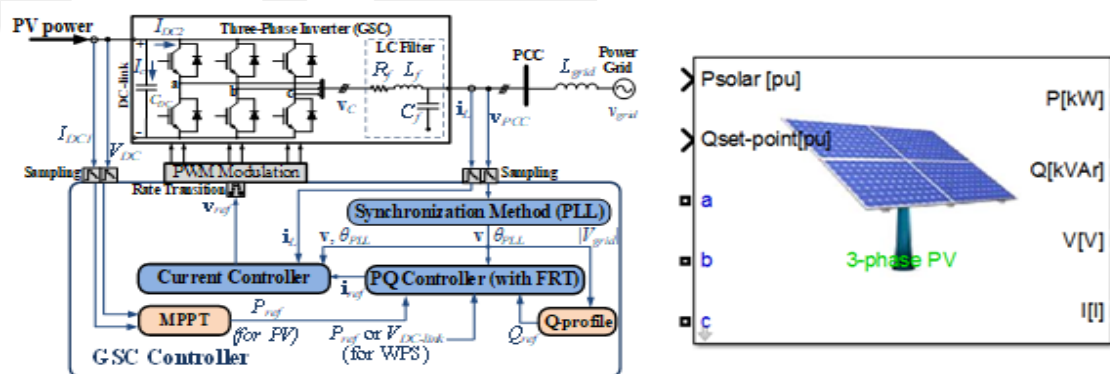 PV power
I_DC2
Three-Phase Inverter (GSC)
LC Filter
R_f L_f
PCC
L_grid
Power
Grid
DC-link
C_DC
a
b
c
v_C
C_f
i_L
v_PCC
v_grid
I_DC1
V_DC
Sampling
PWM Modulation
Sampling
Rate Transition
v_ref
Synchronization Method (PLL)
i_L
v, θ_PLL
v
θ_PLL
|V_grid|
Current Controller
i_ref
PQ Controller (with FRT)
MPPT
P_ref
(for PV)
P_ref or V_DC-link
(for WPS)
Q_ref
Q-profile
GSC Controller
Psolar [pu]
Qset-point[pu]
a
b
c
3-phase PV
P[kW]
Q[kVAr]
V[V]
I[I]